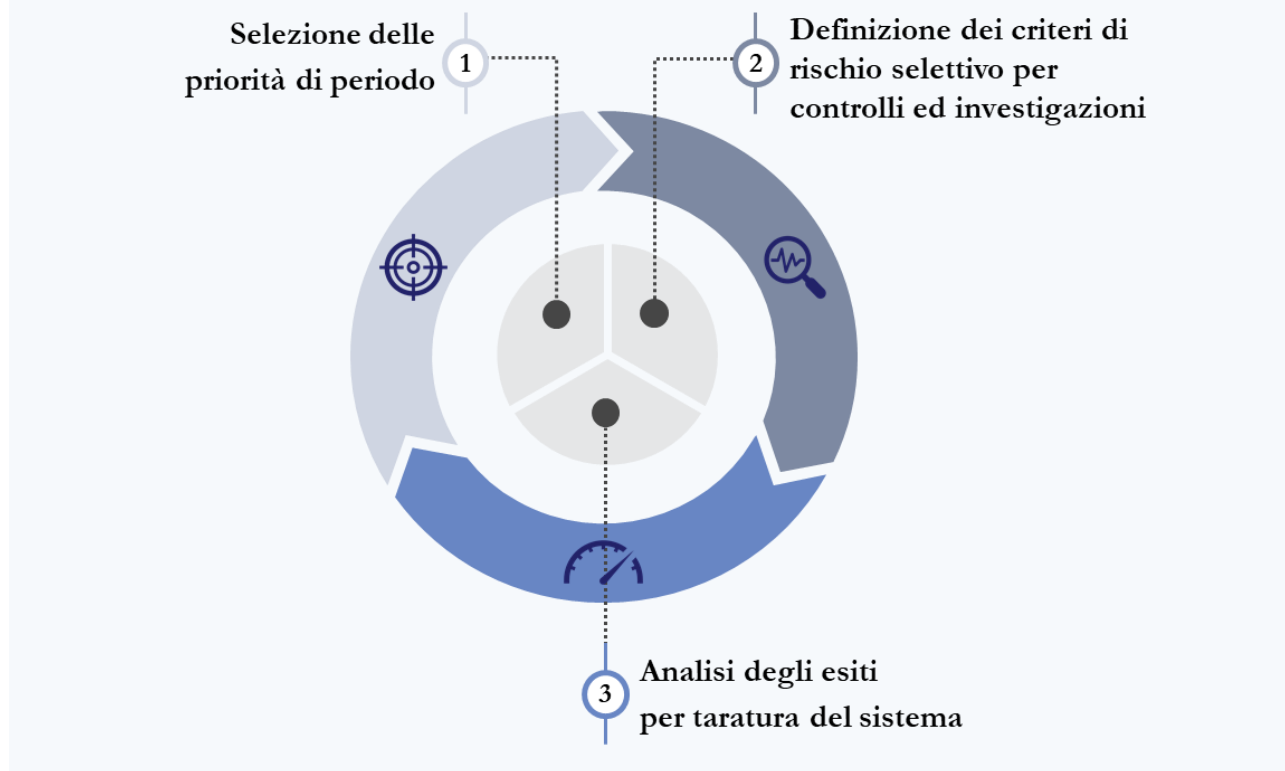 Selezione delle
priorità di periodo
1
2
Definizione dei criteri di
rischio selettivo per
controlli ed investigazioni
3
Analisi degli esiti
per taratura del sistema